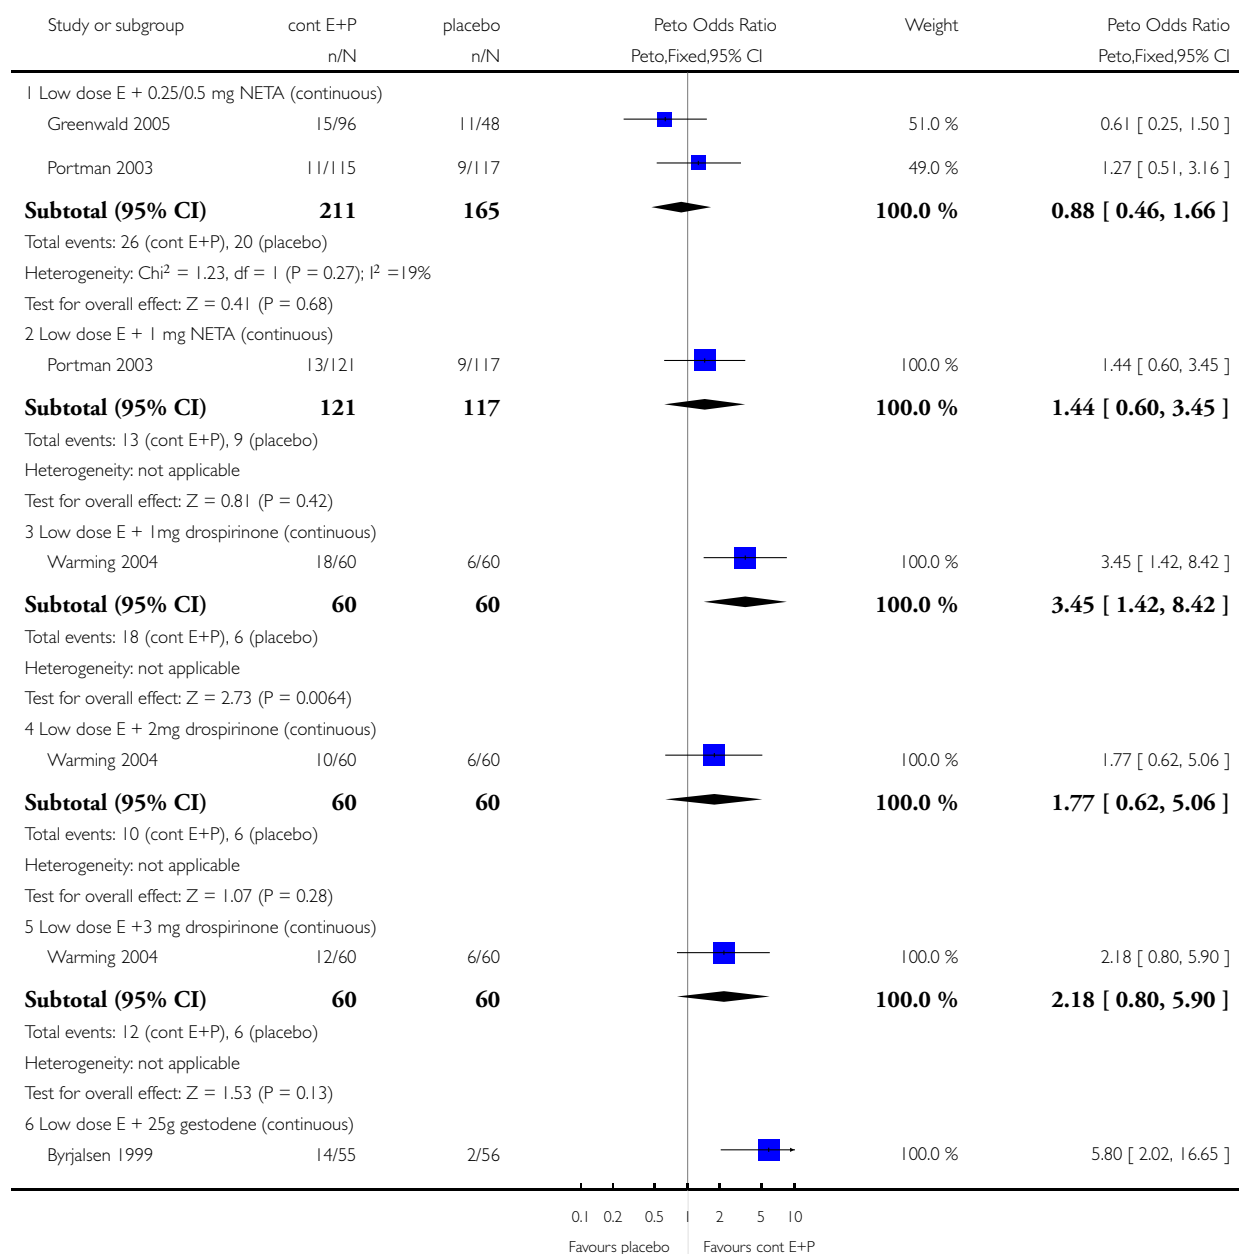 Study or subgroup cont E+P placebo Peto Odds Ratio Weight Peto Odds Ratio
n/N n/N Peto,Fixed,95% CI Peto,Fixed,95% CI
1 Low dose E + 0.25/0.5 mg NETA (continuous)
Greenwald 2005 15/96 11/48 51.0 % 0.61 [ 0.25, 1.50 ]
Portman 2003 11/115 9/117 49.0 % 1.27 [ 0.51, 3.16 ]
Subtotal (95% CI) 211 165 100.0 % 0.88 [ 0.46, 1.66 ]
Total events: 26 (cont E+P), 20 (placebo)
Heterogeneity: Chi² = 1.23, df = 1 (P = 0.27); I² =19%
Test for overall effect: Z = 0.41 (P = 0.68)
2 Low dose E + 1 mg NETA (continuous)
Portman 2003 13/121 9/117 100.0 % 1.44 [ 0.60, 3.45 ]
Subtotal (95% CI) 121 117 100.0 % 1.44 [ 0.60, 3.45 ]
Total events: 13 (cont E+P), 9 (placebo)
Heterogeneity: not applicable
Test for overall effect: Z = 0.81 (P = 0.42)
3 Low dose E + 1mg drospirinone (continuous)
Warming 2004 18/60 6/60 100.0 % 3.45 [ 1.42, 8.42 ]
Subtotal (95% CI) 60 60 100.0 % 3.45 [ 1.42, 8.42 ]
Total events: 18 (cont E+P), 6 (placebo)
Heterogeneity: not applicable
Test for overall effect: Z = 2.73 (P = 0.0064)
4 Low dose E + 2mg drospirinone (continuous)
Warming 2004 10/60 6/60 100.0 % 1.77 [ 0.62, 5.06 ]
Subtotal (95% CI) 60 60 100.0 % 1.77 [ 0.62, 5.06 ]
Total events: 10 (cont E+P), 6 (placebo)
Heterogeneity: not applicable
Test for overall effect: Z = 1.07 (P = 0.28)
5 Low dose E +3 mg drospirinone (continuous)
Warming 2004 12/60 6/60 100.0 % 2.18 [ 0.80, 5.90 ]
Subtotal (95% CI) 60 60 100.0 % 2.18 [ 0.80, 5.90 ]
Total events: 12 (cont E+P), 6 (placebo)
Heterogeneity: not applicable
Test for overall effect: Z = 1.53 (P = 0.13)
6 Low dose E + 25g gestodene (continuous)
Byrjalsen 1999 14/55 2/56 100.0 % 5.80 [ 2.02, 16.65 ]
0.1 0.2 0.5 1 2 5 10
Favours placebo Favours cont E+P